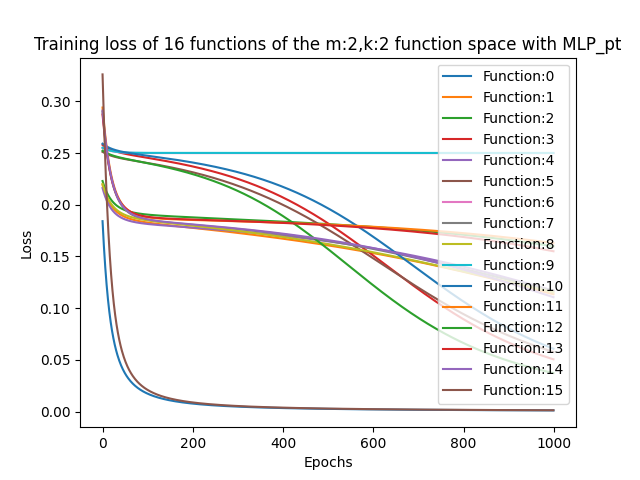 Training loss of 16 functions of the m:2,k:2 function space with MLP_pt
0.30
0.25
0.20
0.15
0.10
0.05
0.00
Loss
0
200
400
600
800
1000
Epochs
Function:0
Function:1
Function:2
Function:3
Function:4
Function:5
Function:6
Function:7
Function:8
Function:9
Function:10
Function:11
Function:12
Function:13
Function:14
Function:15